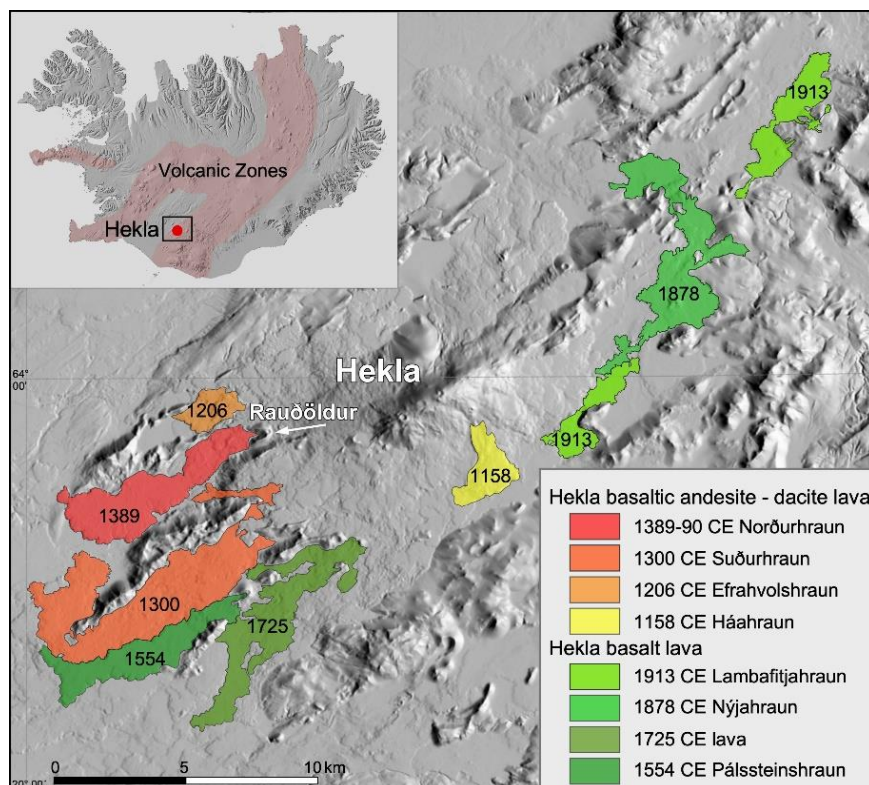 Volcanic Zones
Hekla
1913
1878
64°
00'
Hekla
1206
Rauðöldur
1913
1158
1389
1300
1725
1554
Hekla basaltic andesite - dacite lava
1389-90 CE Norðurhraun
1300 CE Suðurhraun
1206 CE Efrahvolshraun
1158 CE Háahraun
Hekla basalt lava
1913 CE Lambafitjahraun
1878 CE Nýjahraun
1725 CE lava
1554 CE Pálssteinshraun
0 5 10 km
20° 00'